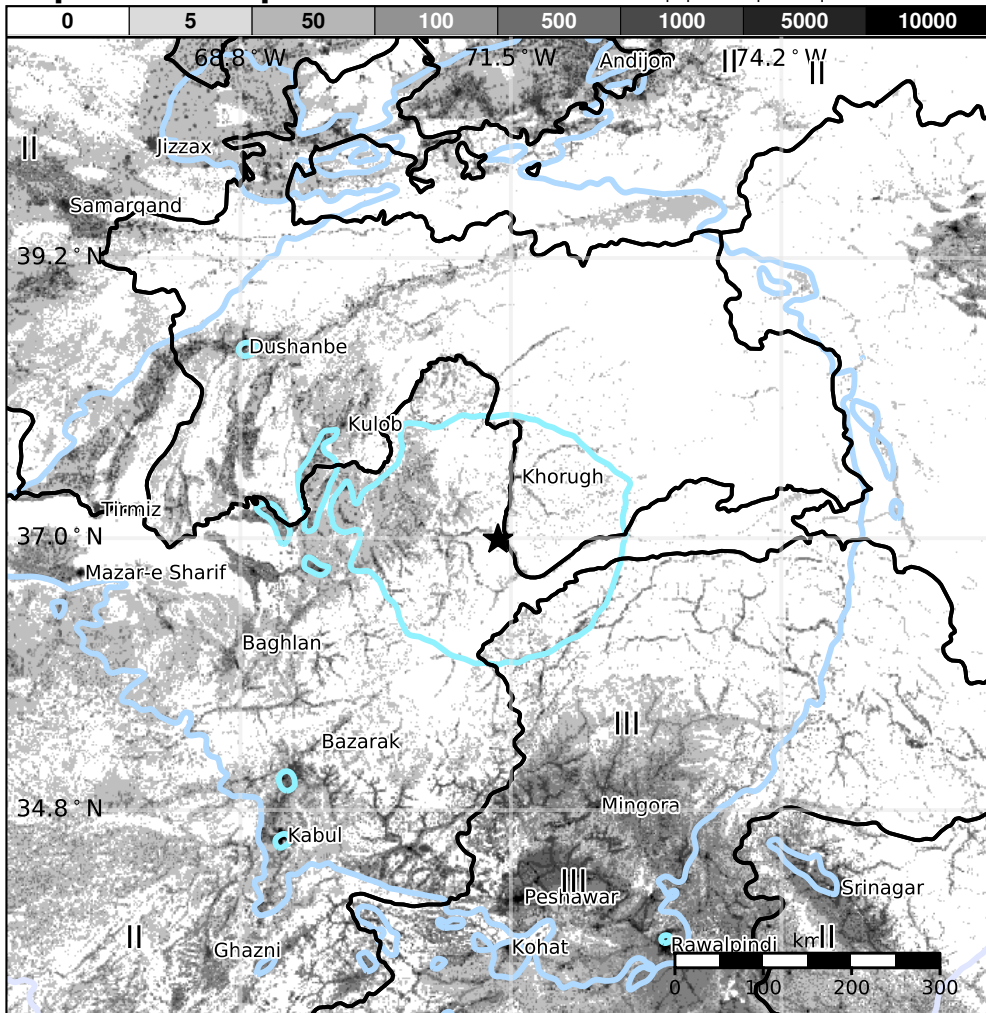 0 5 50 100 500 1000 5000 10000
68.8°W 71.5°W 74.2°W
Andijon
II II
II
Jizzax
Samarqand
39.2°N
Dushanbe
Kulob
Khorugh
Tirmiz
37.0°N
Mazar-e Sharif
Baghlan
III
Bazarak
34.8°N
Mingora
Kabul
III
Peshawar
Srinagar
II
Ghazni
Kohat
Rawalpindi
km
II
0 100 200 300